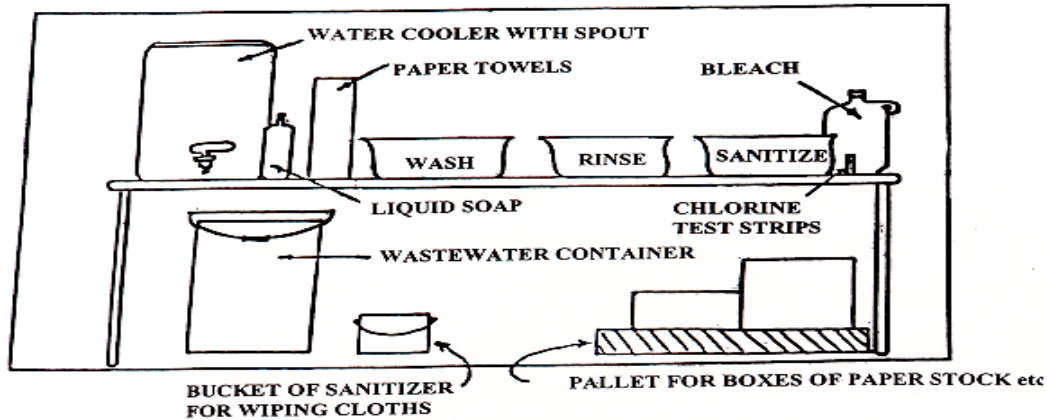 WATER COOLER WITH SPOUT
PAPER TOWELS
BLEACH
WASH
RINSE
SANITIZE
LIQUID SOAP
CHLORINE
TEST STRIPS
WASTEWATER CONTAINER
BUCKET OF SANITIZER
FOR WIPING CLOTHS
PALLET FOR BOXES OF PAPER STOCK etc